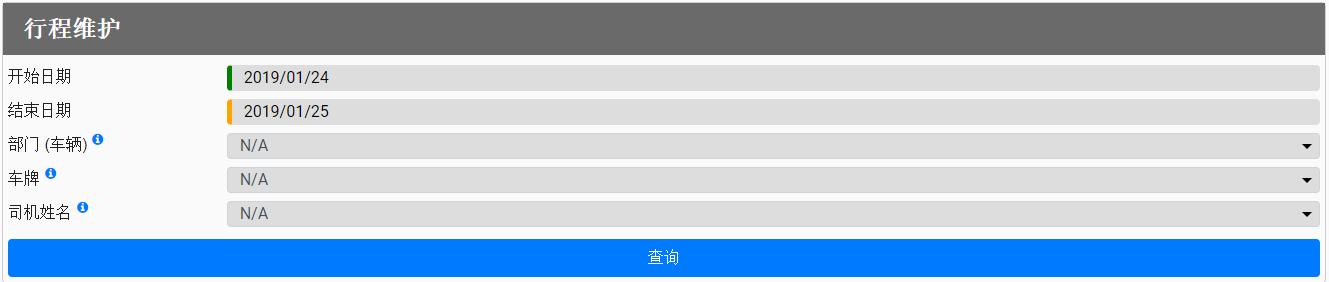 行程维护
开始日期 2019/01/24
结束日期 2019/01/25
部门 (车辆) N/A
车牌 N/A
司机姓名 N/A
查询